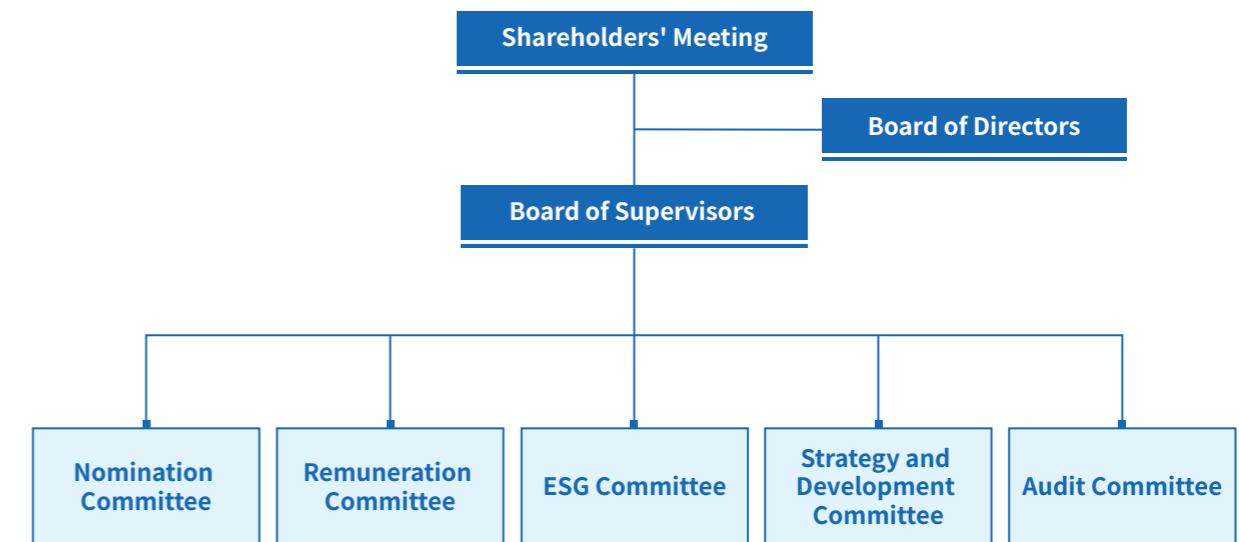 Shareholders' Meeting
Board of Directors
Board of Supervisors
Nomination
Committee
Remuneration
Committee
ESG Committee
Strategy and
Development
Committee
Audit Committee